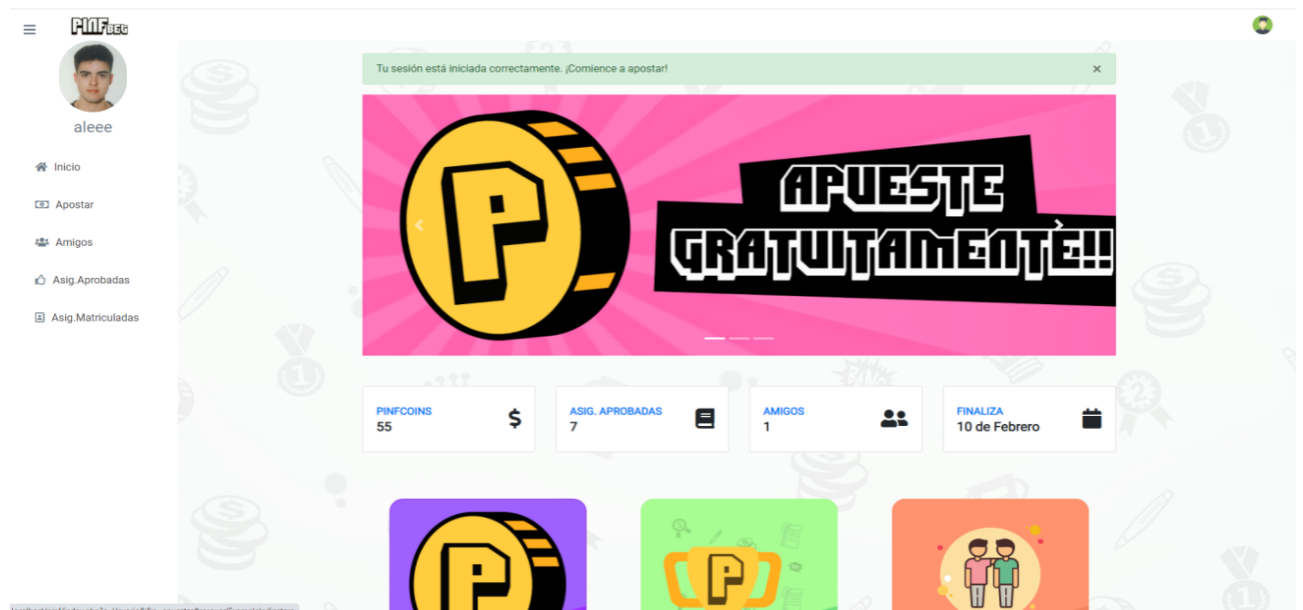 PINFBET
aleee
Inicio
Apostar
Amigos
Asig.Aprobadas
Asig.Matriculadas
Tu sesión está iniciada correctamente. ¡Comience a apostar!
×
P
APUESTE
GRATUITAMENTE!!
PINFCOINS
55
ASIG. APROBADAS
7
AMIGOS
1
FINALIZA
10 de Febrero
P
P